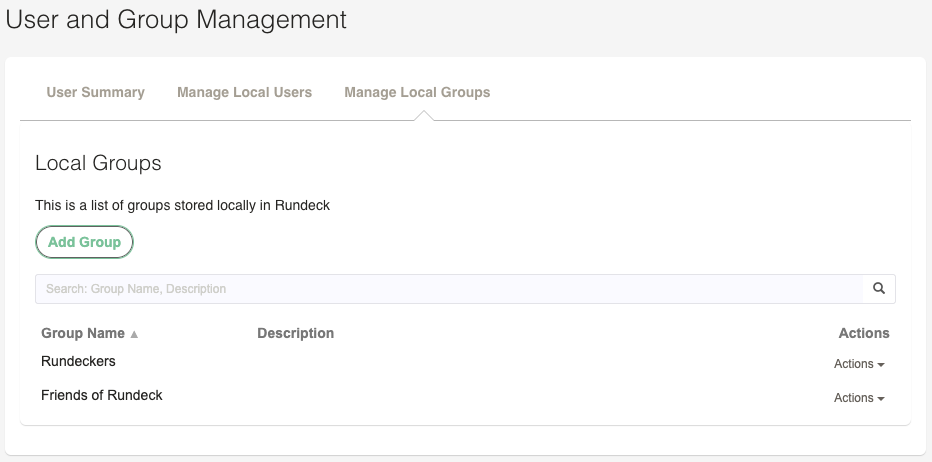 User and Group Management
User Summary Manage Local Users Manage Local Groups
Local Groups
This is a list of groups stored locally in Rundeck
Add Group
Search: Group Name, Description
Group Name ▲ Description Actions
Rundeckers Actions
Friends of Rundeck Actions